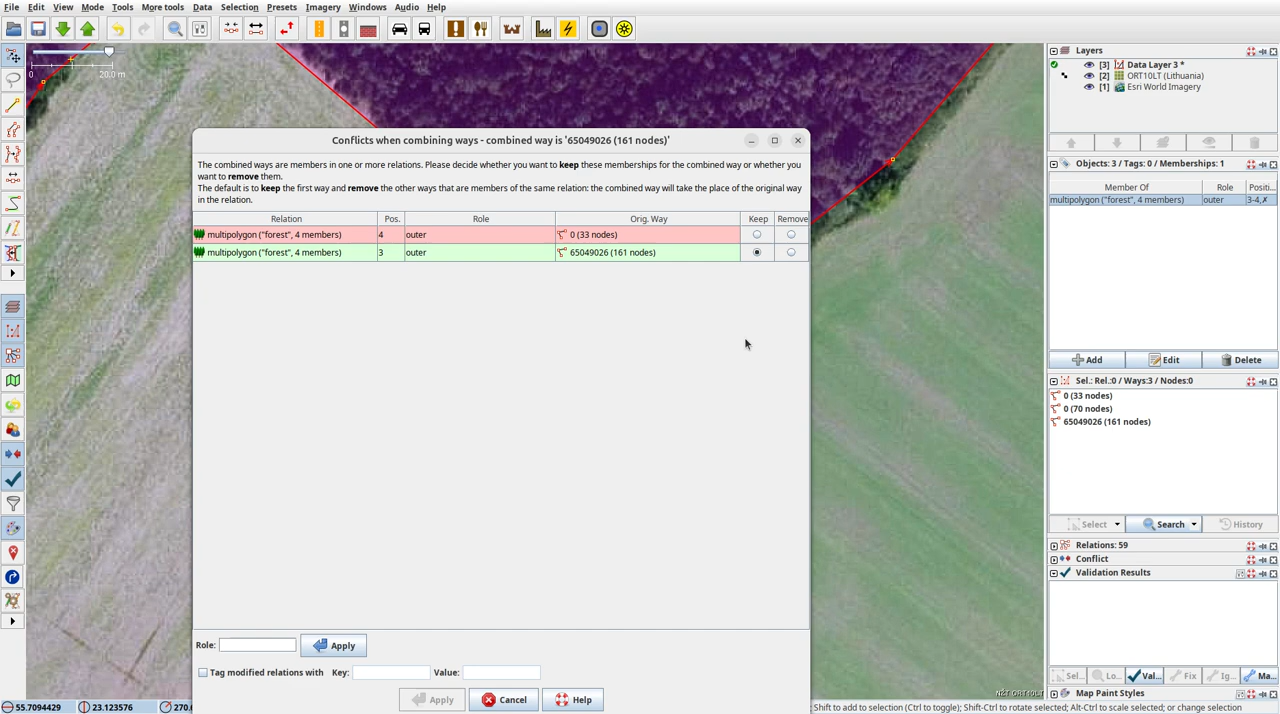 File Edit View Mode Tools More tools Data Selection Presets Imagery Windows Audio Help
0 20.0 m
Conflicts when combining ways - combined way is '65049026 (161 nodes)'
The combined ways are members in one or more relations. Please decide whether you want to keep these memberships for the combined way or whether you
want to remove them.
The default is to keep the first way and remove the other ways that are members of the same relation: the combined way will take the place of the original way
in the relation.
Relation Pos. Role Orig. Way Keep Remove
multipolygon ("forest", 4 members) 4 outer 0 (33 nodes)
multipolygon ("forest", 4 members) 3 outer 65049026 (161 nodes)
Role: Apply
Tag modified relations with Key: Value:
Apply Cancel Help
Layers
[3] Data Layer 3 *
[2] ORT10LT (Lithuania)
[1] Esri World Imagery
Objects: 3 / Tags: 0 / Memberships: 1
Member Of Role Positi...
multipolygon ("forest", 4 members) outer 3-4,✗
Add Edit Delete
Sel.: Rel.:0 / Ways:3 / Nodes:0
0 (33 nodes)
0 (70 nodes)
65049026 (161 nodes)
Select Search History
Relations: 59
Conflict
Validation Results
Sel... Lo... Val... Fix Ig... Ma...
Map Paint Styles
NŽT ORT10LT
55.7094429 23.123576 270.
Shift to add to selection (Ctrl to toggle); Shift-Ctrl to rotate selected; Alt-Ctrl to scale selected; or change selection